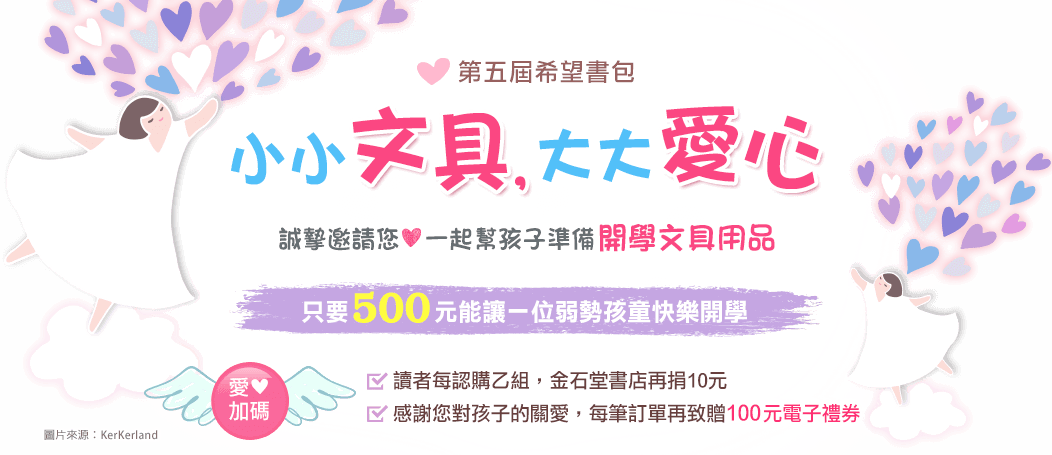 第五屆希望書包
小小文具,大大愛心
誠摯邀請您一起幫孩子準備開學文具用品
只要500元能讓一位弱勢孩童快樂開學
愛
加碼
讀者每認購乙組，金石堂書店再捐10元
感謝您對孩子的關愛，每筆訂單再致贈100元電子禮券
圖片來源：KerKerland